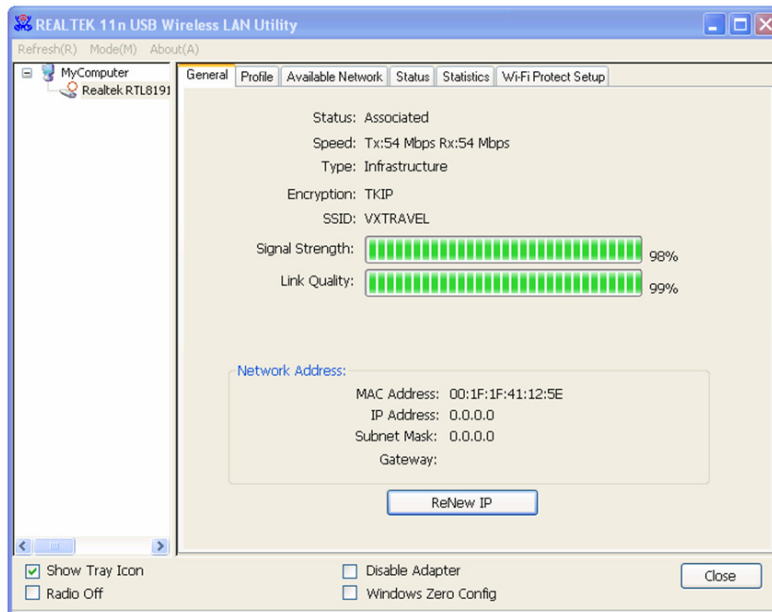 REALTEK 11n USB Wireless LAN Utility
Refresh(R) Mode(M) About(A)
MyComputer
Realtek RTL8191
General Profile Available Network Status Statistics Wi-Fi Protect Setup
Status: Associated
Speed: Tx:54 Mbps Rx:54 Mbps
Type: Infrastructure
Encryption: TKIP
SSID: VXTRAVEL
Signal Strength: 98%
Link Quality: 99%
Network Address:
MAC Address: 00:1F:1F:41:12:5E
IP Address: 0.0.0.0
Subnet Mask: 0.0.0.0
Gateway:
ReNew IP
Show Tray Icon
Radio Off
Disable Adapter
Windows Zero Config
Close